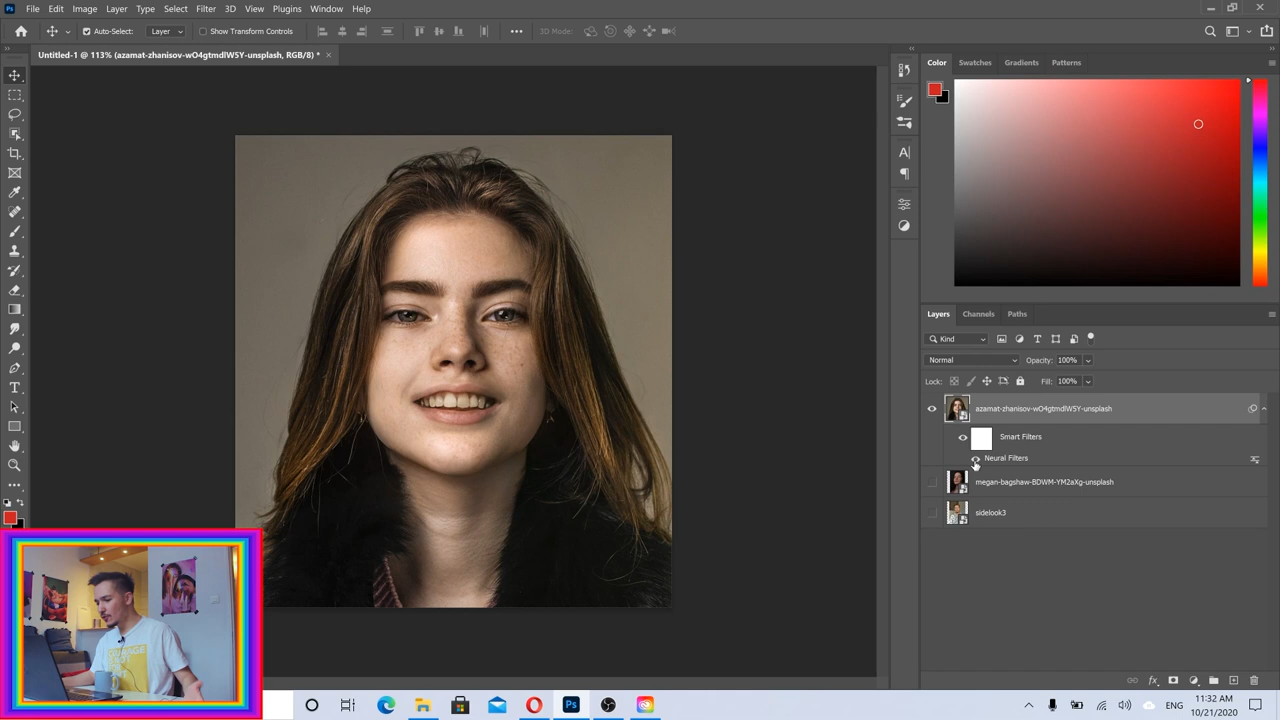 Ps File Edit Image Layer Type Select Filter 3D View Plugins Window Help
Auto-Select: Layer Show Transform Controls 3D Mode:
Untitled-1 @ 113% (azamat-zhanisov-wO4gtmdlW5Y-unsplash, RGB/8) *
Color Swatches Gradients Patterns
Layers Channels Paths
Kind
Normal Opacity: 100%
Lock: Fill: 100%
azamat-zhanisov-wO4gtmdlW5Y-unsplash
Smart Filters
Neural Filters
megan-bagshaw-BDWM-YM2aXg-unsplash
sidelook3
fx
Ps
ENG
11:32 AM
10/21/2020